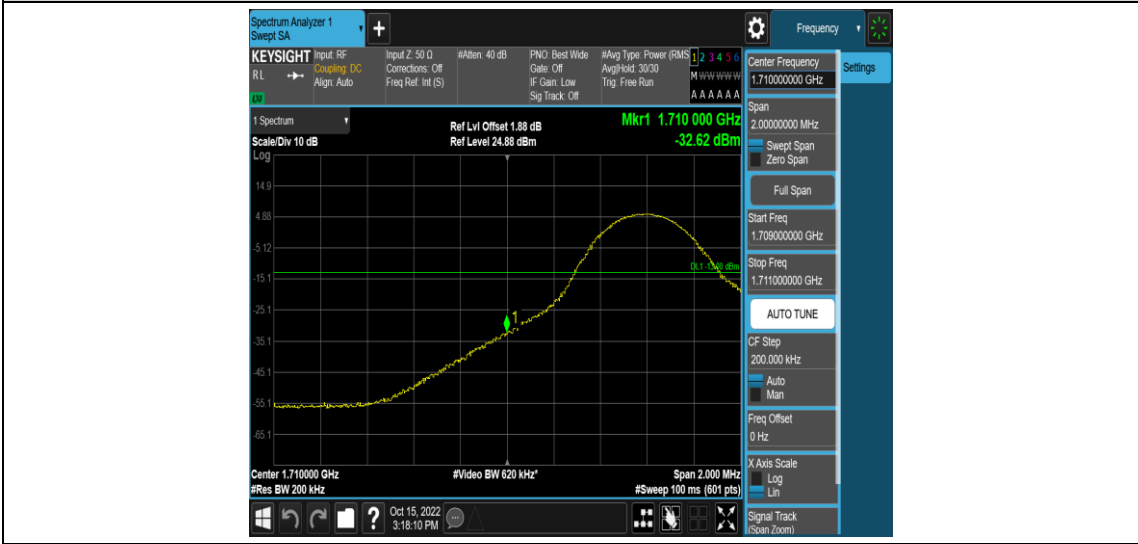 Spectrum Analyzer 1
Swept SA
+
Frequency
KEYSIGHT
RL
Input: RF
Coupling: DC
Align: Auto
Input Z: 50 Ω
Corrections: Off
Freq Ref: Int (S)
#Atten: 40 dB
PNO: Best Wide
Gate: Off
IF Gain: Low
Sig Track: Off
#Avg Type: Power (RMS
Avg|Hold: 30/30
Trig: Free Run
1 2 3 4 5 6
M W W W W W
A A A A A A
1 Spectrum
Scale/Div 10 dB
Log
Ref Lvl Offset 1.88 dB
Ref Level 24.88 dBm
Mkr1 1.710 000 GHz
-32.62 dBm
14.9
4.88
-5.12
-15.1
-25.1
-35.1
-45.1
-55.1
-65.1
DL1 -13.00 dBm
1
Center 1.710000 GHz
#Res BW 200 kHz
#Video BW 620 kHz*
Span 2.000 MHz
#Sweep 100 ms (601 pts)
?
Oct 15, 2022
3:18:10 PM
Center Frequency
1.710000000 GHz
Settings
Span
2.00000000 MHz
Swept Span
Zero Span
Full Span
Start Freq
1.709000000 GHz
Stop Freq
1.711000000 GHz
AUTO TUNE
CF Step
200.000 kHz
Auto
Man
Freq Offset
0 Hz
X Axis Scale
Log
Lin
Signal Track
(Span Zoom)